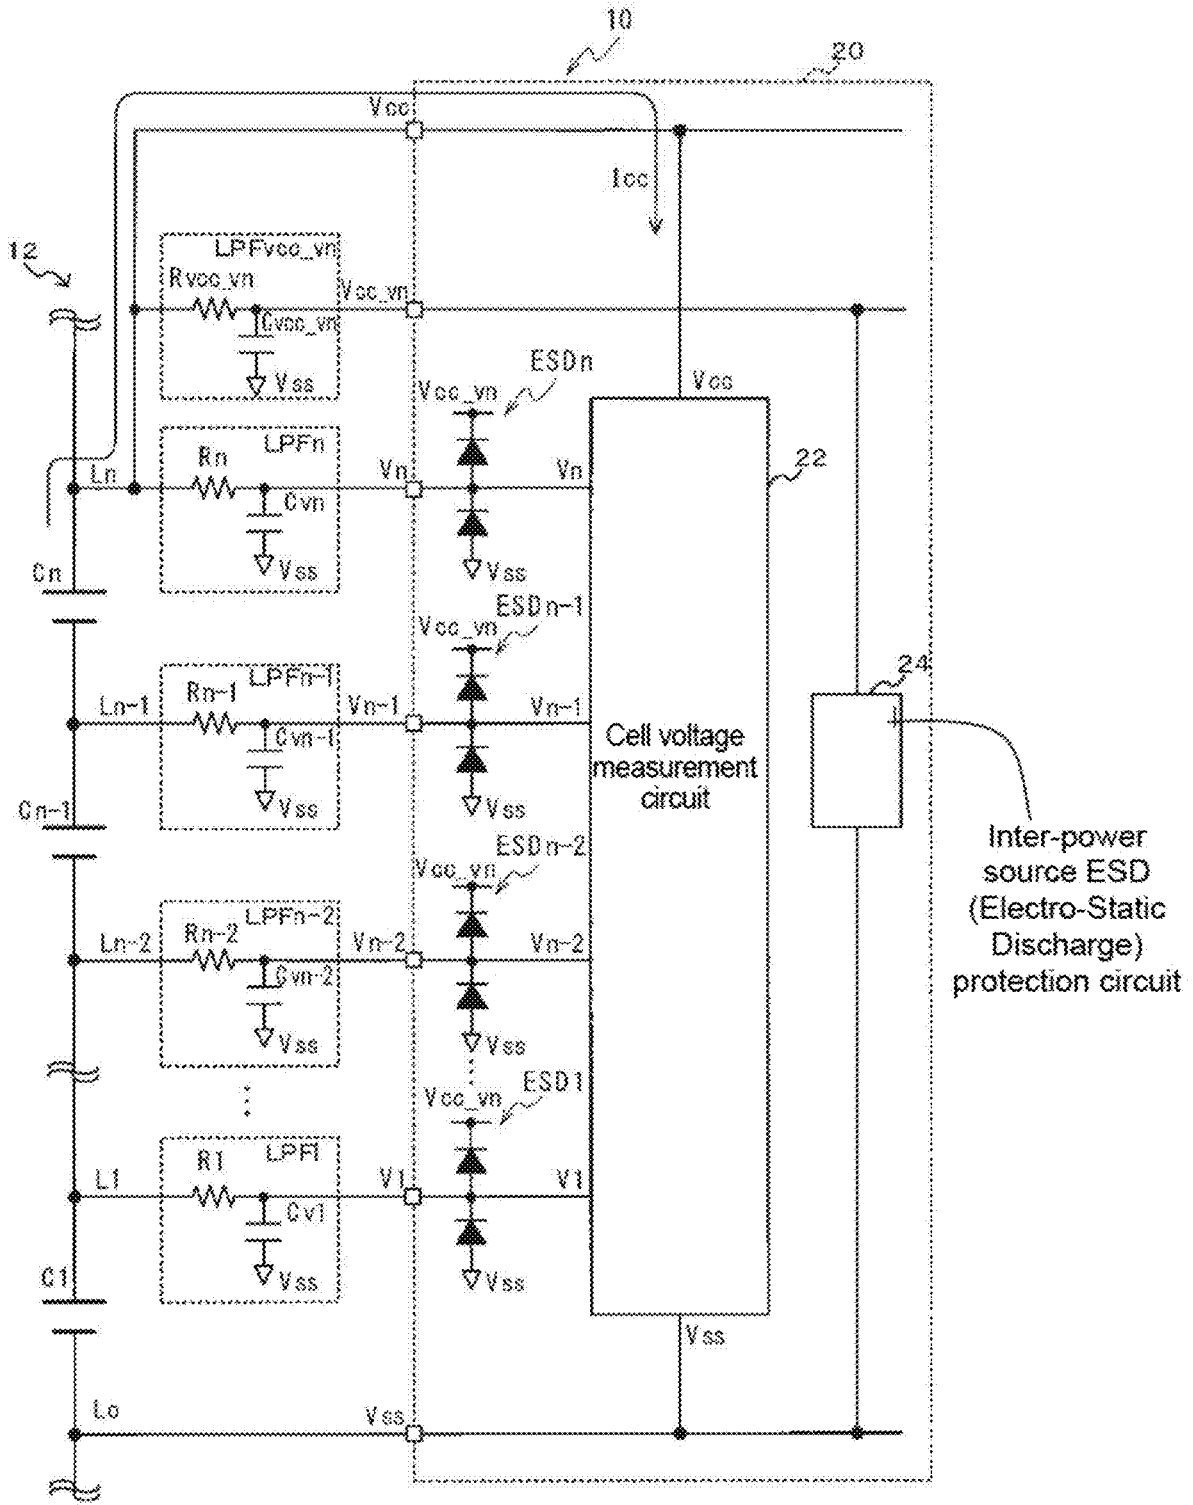 10
20
Vcc
Icc
12
LPFvcc_vn
Rvcc_vn
Vcc_vn
Cvcc_vn
Vss
ESDn
Vcc
Vcc_vn
LPFn
Rn
Vn
Vn
22
Ln
Cvn
Vss
Vss
Cn
ESDn-1
Vcc_vn
24
LPFn-1
Rn-1
Ln-1
Vn-1
Vn-1
Cvn-1
Cell voltage
measurement
circuit
Vss
Vss
Cn-1
Inter-power
source ESD
(Electro-Static
Discharge)
protection circuit
ESDn-2
Vcc_vn
LPFn-2
Rn-2
Ln-2
Vn-2
Vn-2
Cvn-2
Vss
Vss
ESD1
Vcc_vn
LPF1
R1
L1
V1
V1
Cv1
Vss
Vss
C1
Vss
Lo
Vss